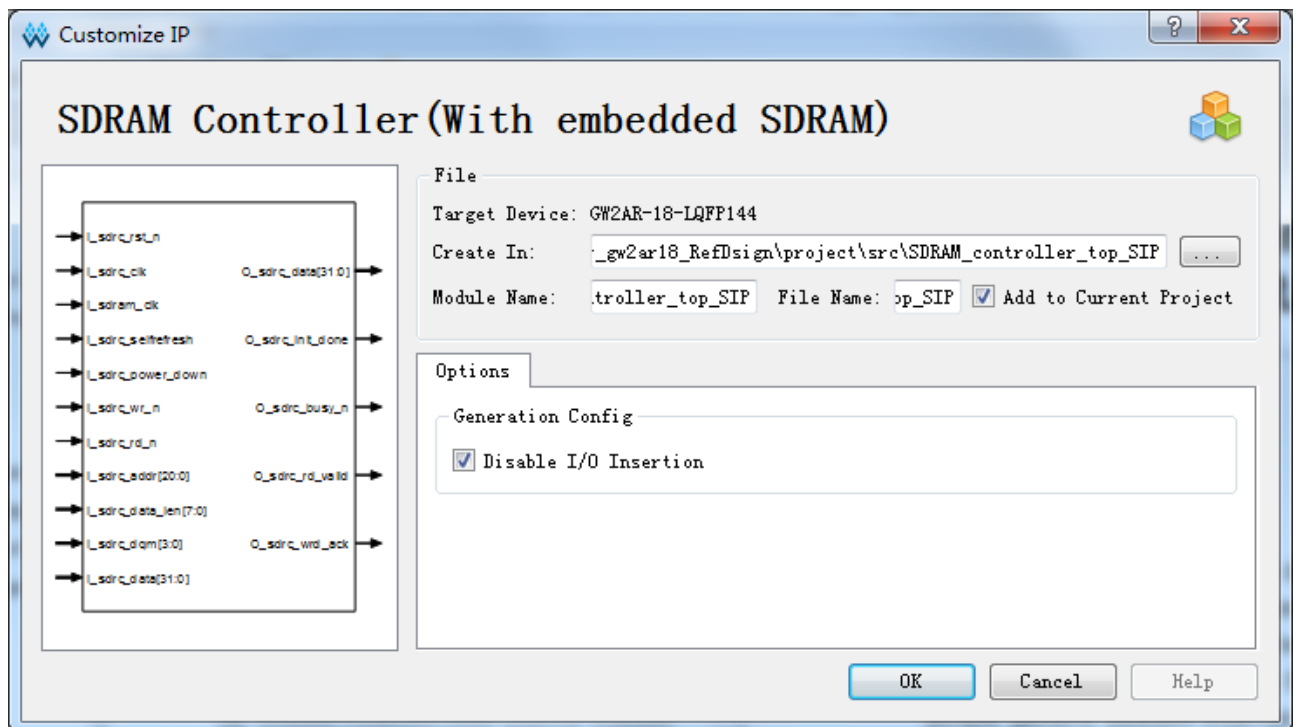 Customize IP
SDRAM Controller(With embedded SDRAM)
I_sdrc_rst_n
I_sdrc_clk
O_sdrc_data[31:0]
I_sdram_clk
I_sdrc_selfrefresh
O_sdrc_init_done
I_sdrc_power_down
I_sdrc_wr_n
O_sdrc_busy_n
I_sdrc_rd_n
I_sdrc_addr[20:0]
O_sdrc_rd_valid
I_sdrc_data_len[7:0]
I_sdrc_dqm[3:0]
O_sdrc_wrd_ack
I_sdrc_data[31:0]
File
Target Device: GW2AR-18-LQFP144
Create In: _gw2ar18_RefDsign\project\src\SDRAM_controller_top_SIP ...
Module Name: troller_top_SIP File Name: op_SIP Add to Current Project
Options
Generation Config
Disable I/O Insertion
OK Cancel Help